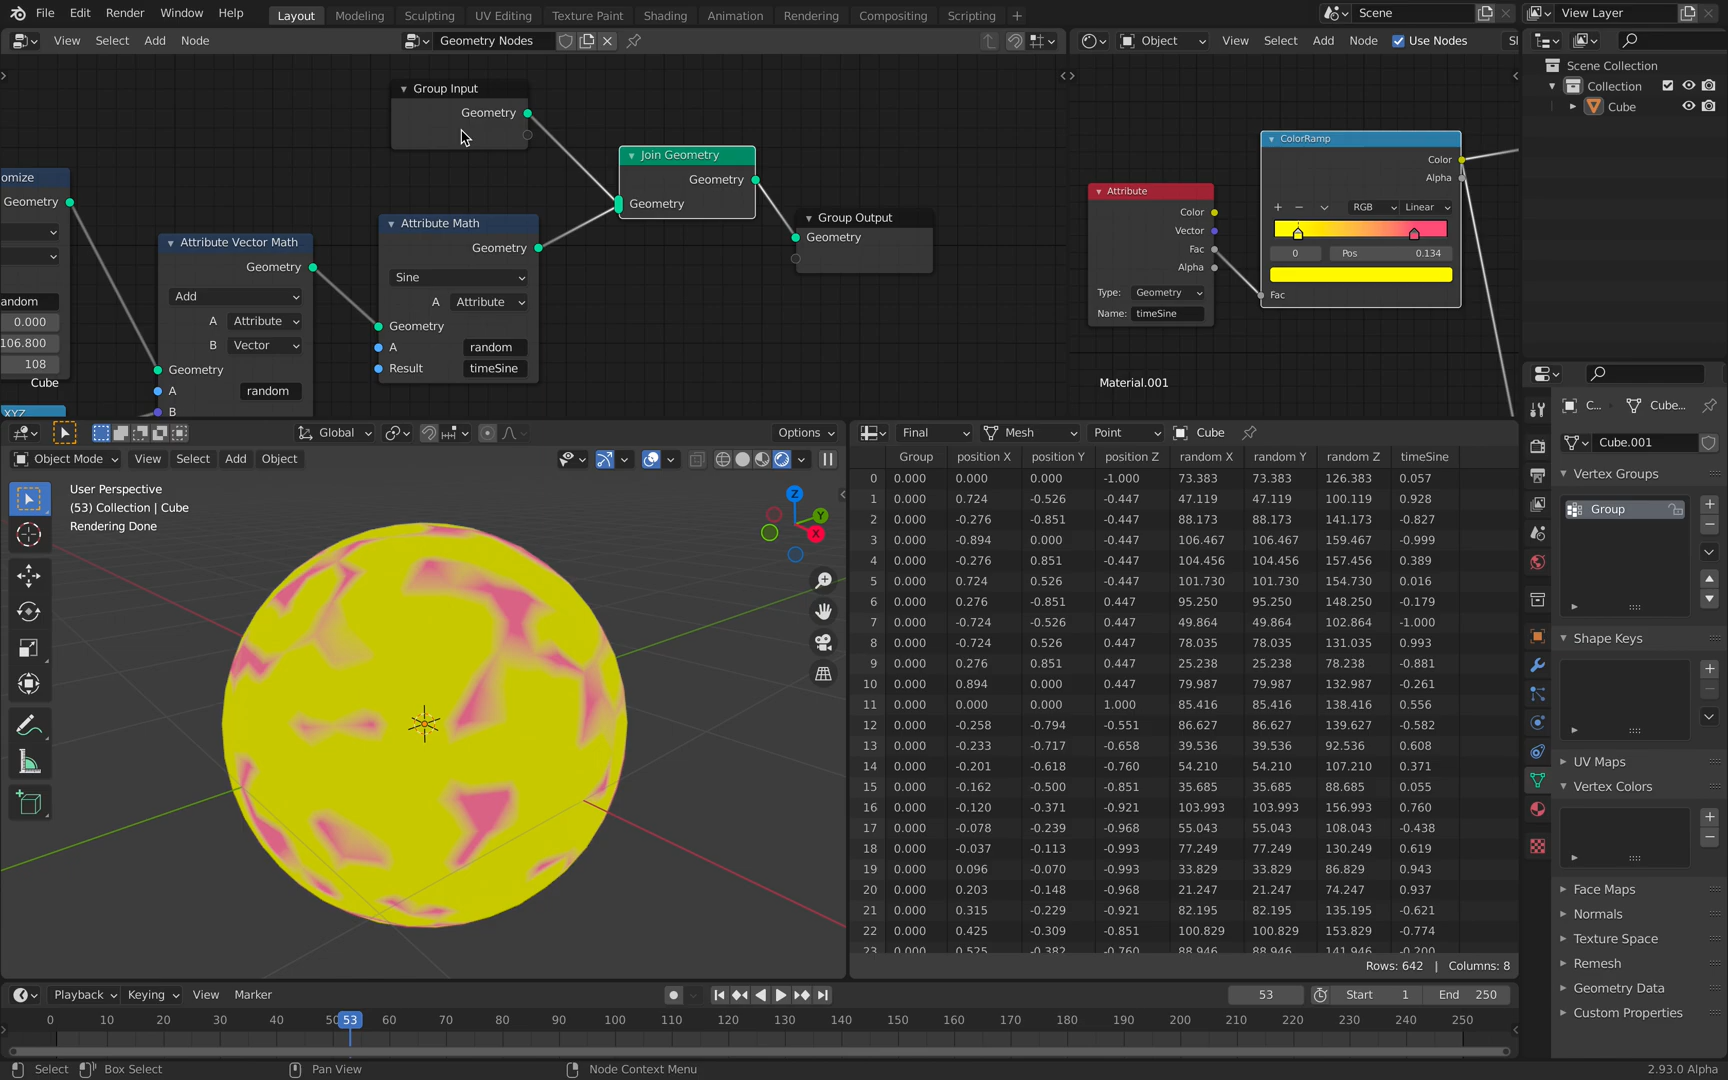 File Edit Render Window Help Layout Modeling Sculpting UV Editing Texture Paint Shading Animation Rendering Compositing Scripting + Scene View Layer
View Select Add Node Geometry Nodes Object View Select Add Node Use Nodes Sl
Scene Collection
Collection
Cube
Group Input
Geometry
Join Geometry
Geometry
Geometry
Group Output
Geometry
omize
Geometry
andom
0.000
106.800
108
Cube
XYZ
Attribute Vector Math
Geometry
Add
A Attribute
B Vector
Geometry
A random
B
Attribute Math
Geometry
Sine
A Attribute
Geometry
A random
Result timeSine
Attribute
Color
Vector
Fac
Alpha
Type: Geometry
Name: timeSine
ColorRamp
Color
Alpha
+ − RGB Linear
0 Pos 0.134
Fac
Material.001
Global Options
Object Mode View Select Add Object
User Perspective
(53) Collection | Cube
Rendering Done
Z
Y
X
Final Mesh Point Cube
Group position X position Y position Z random X random Y random Z timeSine
0 0.000 0.000 0.000 -1.000 73.383 73.383 126.383 0.057
1 0.000 0.724 -0.526 -0.447 47.119 47.119 100.119 0.928
2 0.000 -0.276 -0.851 -0.447 88.173 88.173 141.173 -0.827
3 0.000 -0.894 0.000 -0.447 106.467 106.467 159.467 -0.999
4 0.000 -0.276 0.851 -0.447 104.456 104.456 157.456 0.389
5 0.000 0.724 0.526 -0.447 101.730 101.730 154.730 0.016
6 0.000 0.276 -0.851 0.447 95.250 95.250 148.250 -0.179
7 0.000 -0.724 -0.526 0.447 49.864 49.864 102.864 -1.000
8 0.000 -0.724 0.526 0.447 78.035 78.035 131.035 0.993
9 0.000 0.276 0.851 0.447 25.238 25.238 78.238 -0.881
10 0.000 0.894 0.000 0.447 79.987 79.987 132.987 -0.261
11 0.000 0.000 0.000 1.000 85.416 85.416 138.416 0.556
12 0.000 -0.258 -0.794 -0.551 86.627 86.627 139.627 -0.582
13 0.000 -0.233 -0.717 -0.658 39.536 39.536 92.536 0.608
14 0.000 -0.201 -0.618 -0.760 54.210 54.210 107.210 0.371
15 0.000 -0.162 -0.500 -0.851 35.685 35.685 88.685 0.055
16 0.000 -0.120 -0.371 -0.921 103.993 103.993 156.993 0.760
17 0.000 -0.078 -0.239 -0.968 55.043 55.043 108.043 -0.438
18 0.000 -0.037 -0.113 -0.993 77.249 77.249 130.249 0.619
19 0.000 0.096 -0.070 -0.993 33.829 33.829 86.829 0.943
20 0.000 0.203 -0.148 -0.968 21.247 21.247 74.247 0.937
21 0.000 0.315 -0.229 -0.921 82.195 82.195 135.195 -0.621
22 0.000 0.425 -0.309 -0.851 100.829 100.829 153.829 -0.774
23 0.000 0.525 -0.382 -0.760 88.946 88.946 141.946 -0.200
Rows: 642 | Columns: 8
C... Cube...
Cube.001
Vertex Groups
Group
Shape Keys
UV Maps
Vertex Colors
Face Maps
Normals
Texture Space
Remesh
Geometry Data
Custom Properties
Playback Keying View Marker 53 Start 1 End 250
0 10 20 30 40 50 53 60 70 80 90 100 110 120 130 140 150 160 170 180 190 200 210 220 230 240 250
Select Box Select Pan View Node Context Menu 2.93.0 Alpha